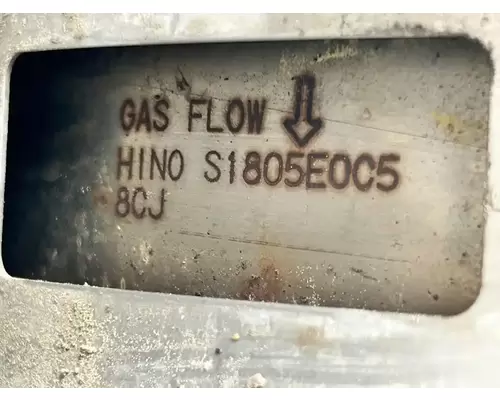 GAS FLOW ⇩
HINO S1805E0C5
8CJ